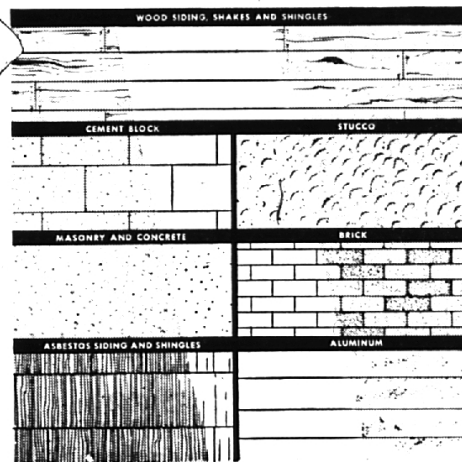 WOOD SIDING, SHAKES AND SHINGLES
CEMENT BLOCK
STUCCO
MASONRY AND CONCRETE
BRICK
ASBESTOS SIDING AND SHINGLES
ALUMINUM